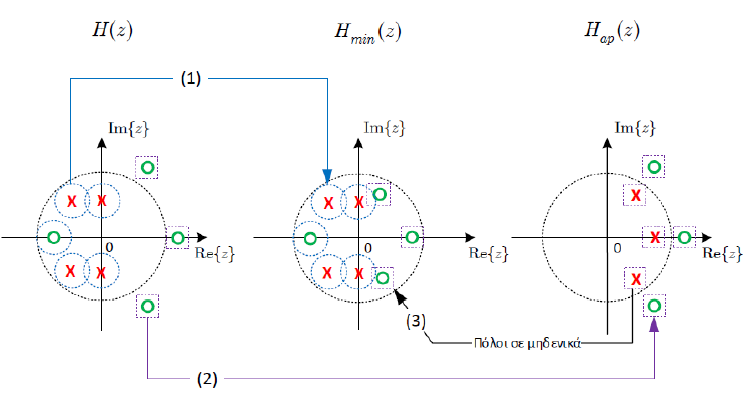 H(z)
H_min(z)
H_ap(z)
(1)
Im{z}
Im{z}
Im{z}
0
0
0
Re{z}
Re{z}
Re{z}
(3)
Πόλοι σε μηδενικά
(2)